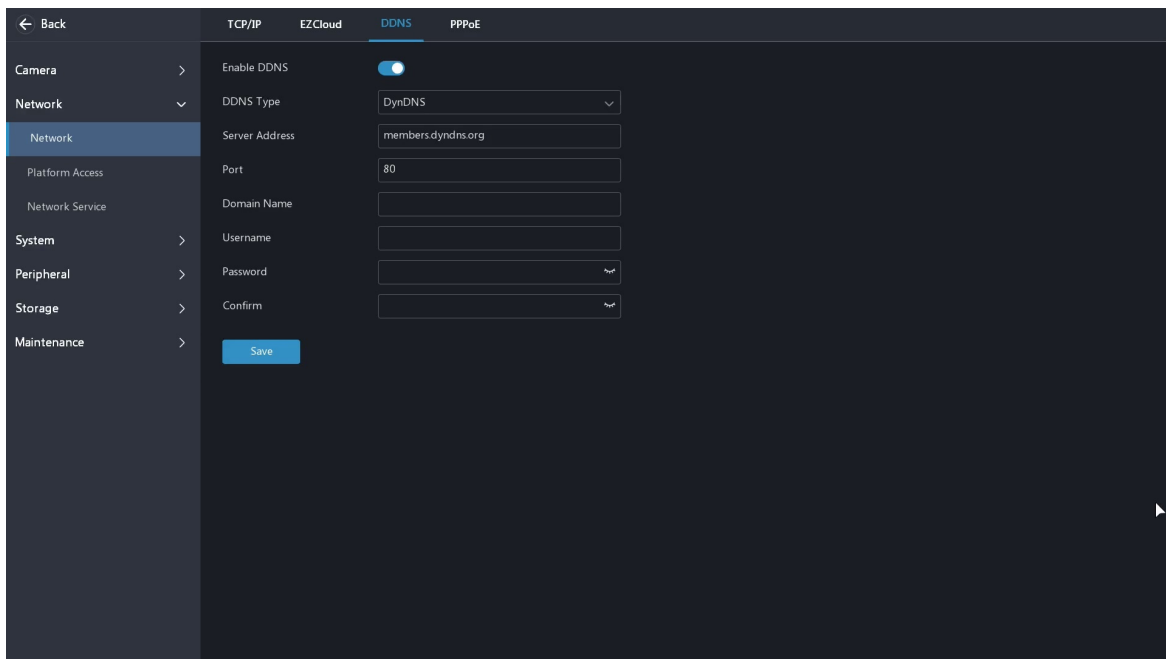 Back
TCP/IP EZCloud DDNS PPPoE
Camera
Network
Network
Platform Access
Network Service
System
Peripheral
Storage
Maintenance
Enable DDNS
DDNS Type DynDNS
Server Address members.dyndns.org
Port 80
Domain Name
Username
Password
Confirm
Save